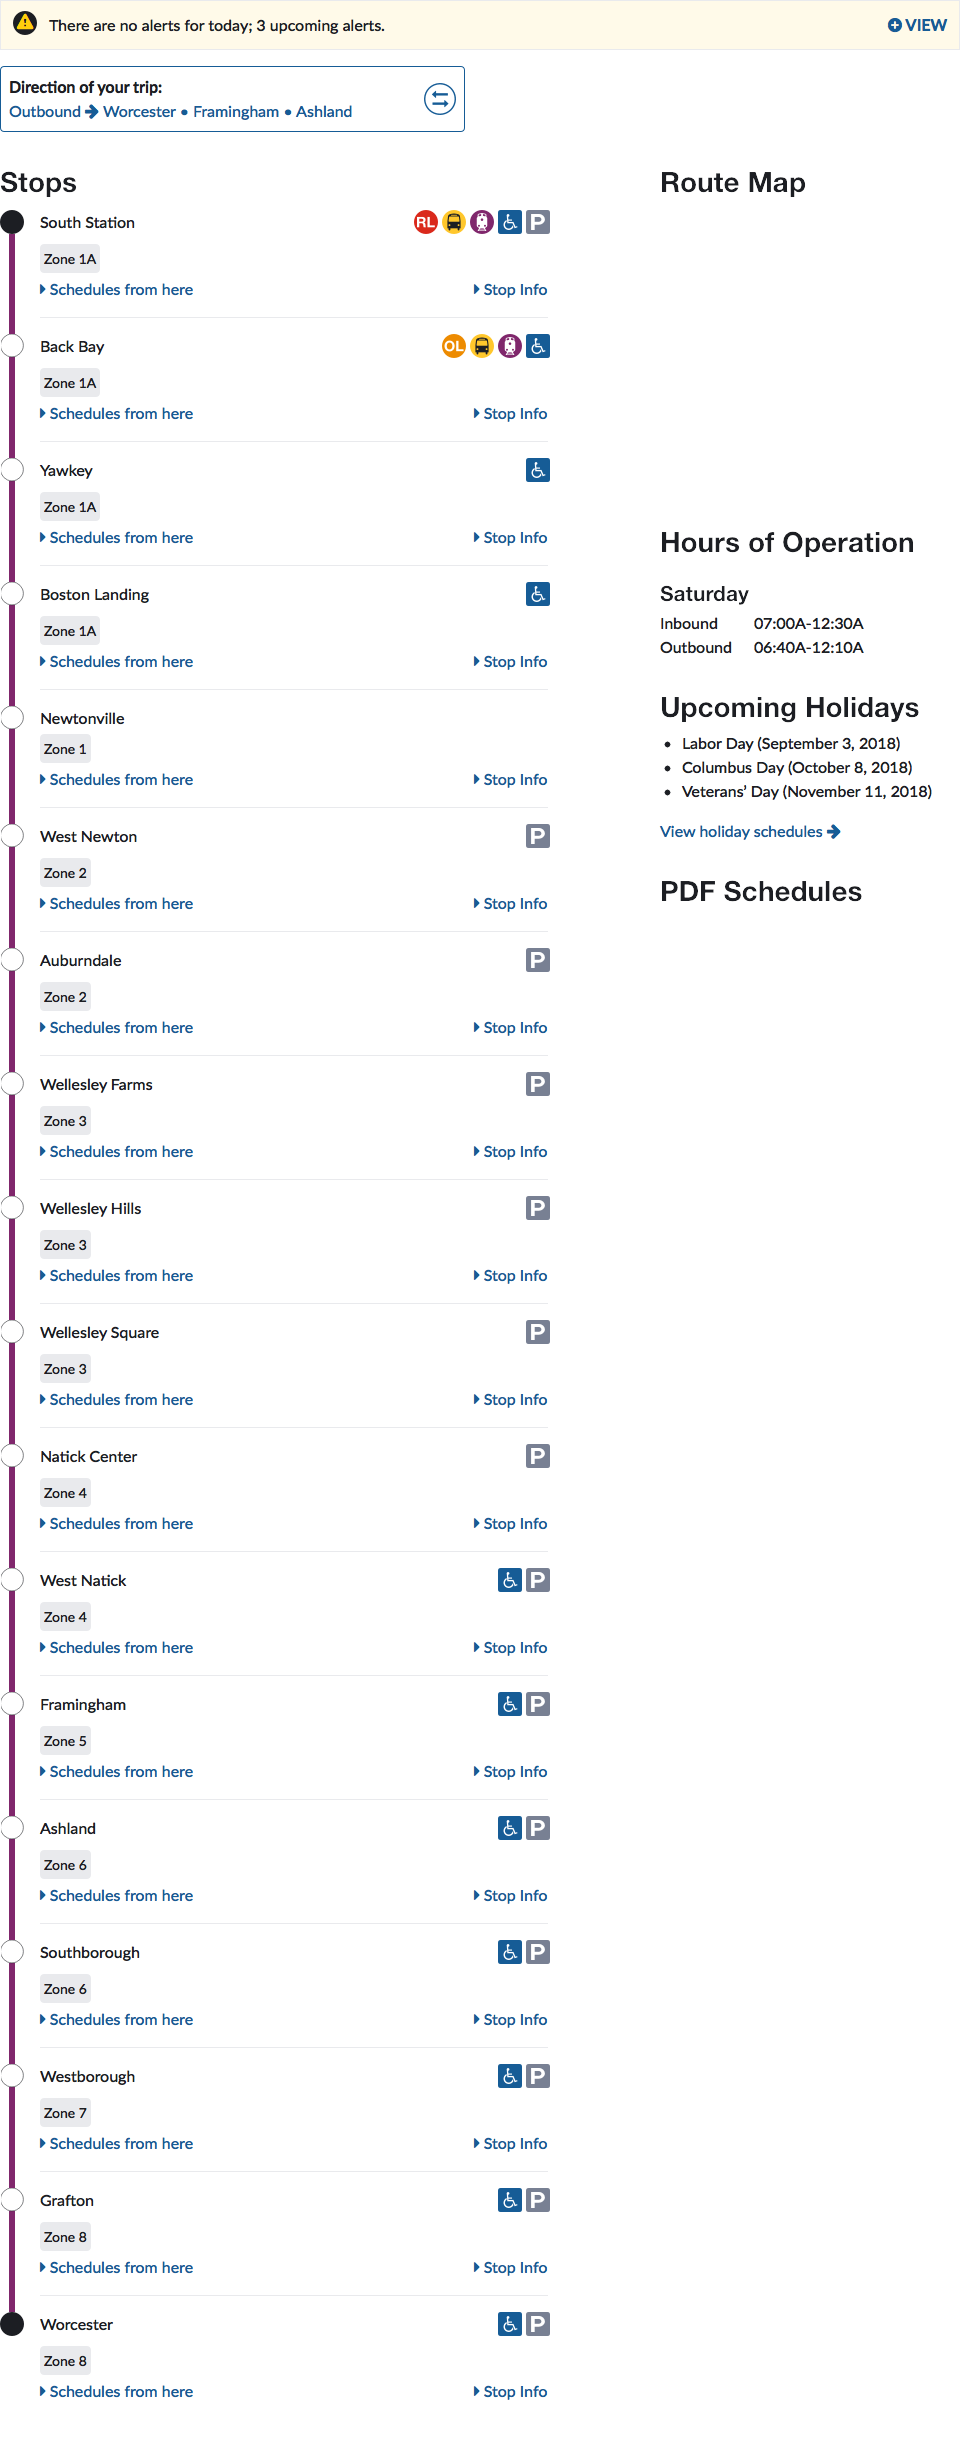 There are no alerts for today; 3 upcoming alerts.
VIEW
Direction of your trip:
Outbound Worcester • Framingham • Ashland
Stops
South Station
RL
P
Zone 1A
Schedules from here
Stop Info
Back Bay
OL
Zone 1A
Schedules from here
Stop Info
Yawkey
Zone 1A
Schedules from here
Stop Info
Boston Landing
Zone 1A
Schedules from here
Stop Info
Newtonville
Zone 1
Schedules from here
Stop Info
West Newton
P
Zone 2
Schedules from here
Stop Info
Auburndale
P
Zone 2
Schedules from here
Stop Info
Wellesley Farms
P
Zone 3
Schedules from here
Stop Info
Wellesley Hills
P
Zone 3
Schedules from here
Stop Info
Wellesley Square
P
Zone 3
Schedules from here
Stop Info
Natick Center
P
Zone 4
Schedules from here
Stop Info
West Natick
P
Zone 4
Schedules from here
Stop Info
Framingham
P
Zone 5
Schedules from here
Stop Info
Ashland
P
Zone 6
Schedules from here
Stop Info
Southborough
P
Zone 6
Schedules from here
Stop Info
Westborough
P
Zone 7
Schedules from here
Stop Info
Grafton
P
Zone 8
Schedules from here
Stop Info
Worcester
P
Zone 8
Schedules from here
Stop Info
Route Map
Hours of Operation
Saturday
Inbound 07:00A-12:30A
Outbound 06:40A-12:10A
Upcoming Holidays
• Labor Day (September 3, 2018)
• Columbus Day (October 8, 2018)
• Veterans’ Day (November 11, 2018)
View holiday schedules
PDF Schedules